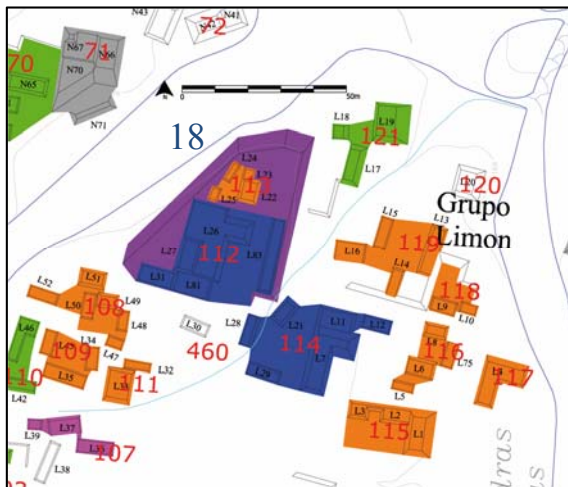 N43
N42 N41
72
N67
71
N66
70
N65
N70
N71
N
0
50m
18
L18
L19
121
L17
L24
113
L23
L22
L25
L20
120
Grupo
Limon
L26
112
L83
L27
L31
L81
L15
L13
119
L16
L14
118
L9
L10
L52
L51
L50
108
L49
L48
L46
L34
109
L47
L35
L32
111
L33
110
L42
L30
460
L28
L21
L11
L12
114
L7
L29
L8
116
L75
L6
L5
L4
117
L3
L2
L1
115
L39
L37
107
L38
dras